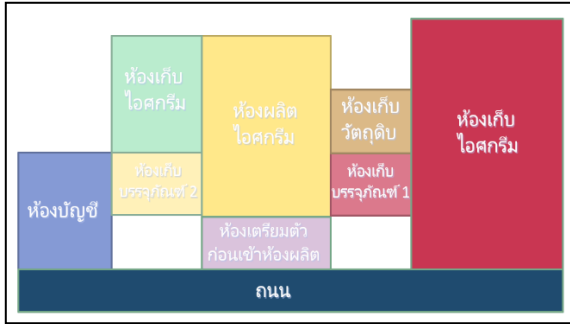 ห้องเก็บ
ไอศกรีม
ห้องผลิต
ไอศกรีม
ห้องเก็บ
วัตถุดิบ
ห้องเก็บ
ไอศกรีม
ห้องเก็บ
บรรจุภัณฑ์ 2
ห้องเก็บ
บรรจุภัณฑ์ 1
ห้องบัญชี
ห้องเตรียมตัว
ก่อนเข้าห้องผลิต
ถนน